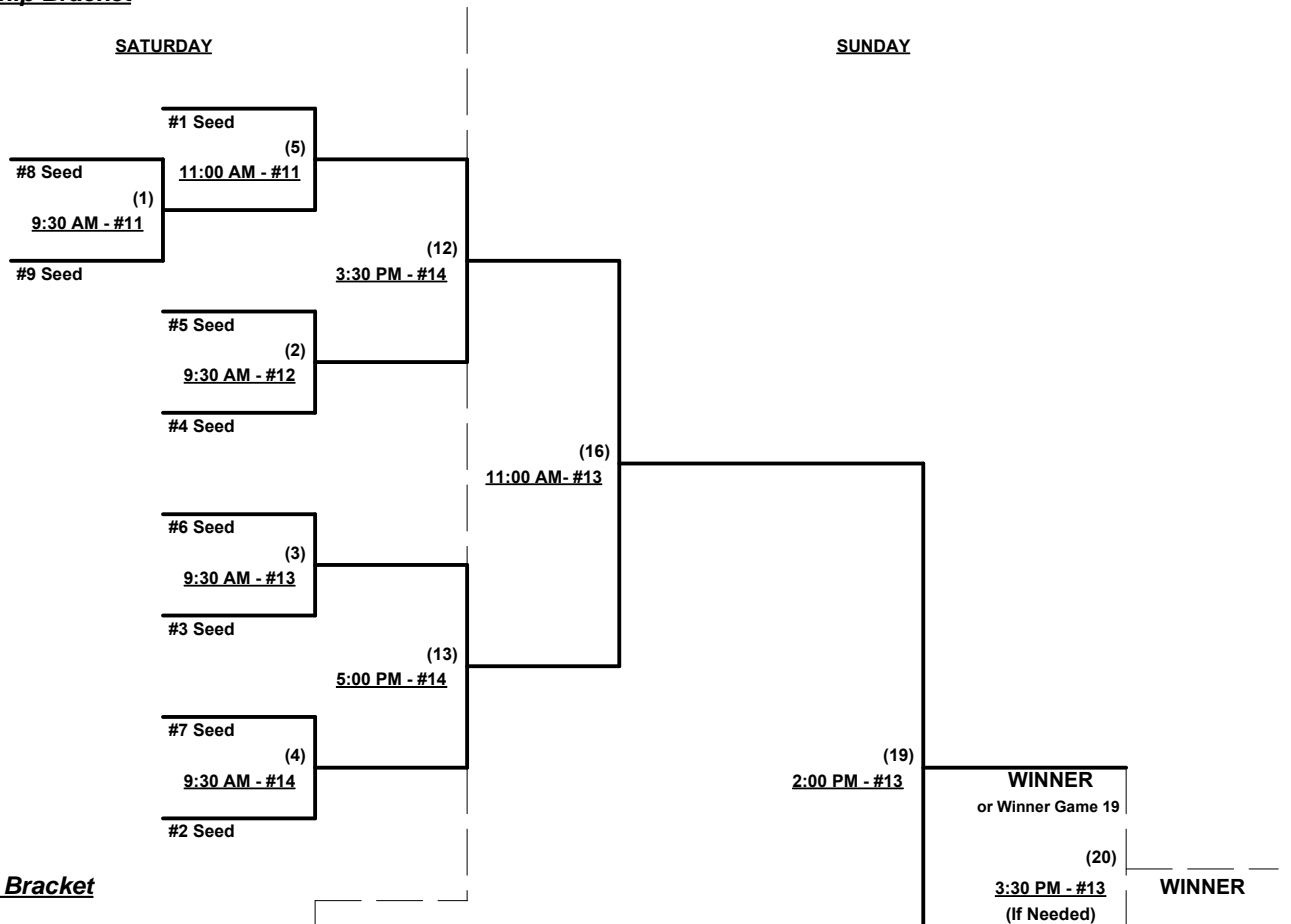 Bracket
SATURDAY
SUNDAY
#1 Seed
(5)
11:00 AM - #11
#8 Seed
(1)
9:30 AM - #11
#9 Seed
(12)
3:30 PM - #14
#5 Seed
(2)
9:30 AM - #12
#4 Seed
(16)
11:00 AM- #13
#6 Seed
(3)
9:30 AM - #13
#3 Seed
(13)
5:00 PM - #14
#7 Seed
(4)
9:30 AM - #14
#2 Seed
(19)
2:00 PM - #13
WINNER
or Winner Game 19
(20)
3:30 PM - #13
(If Needed)
WINNER
Bracket